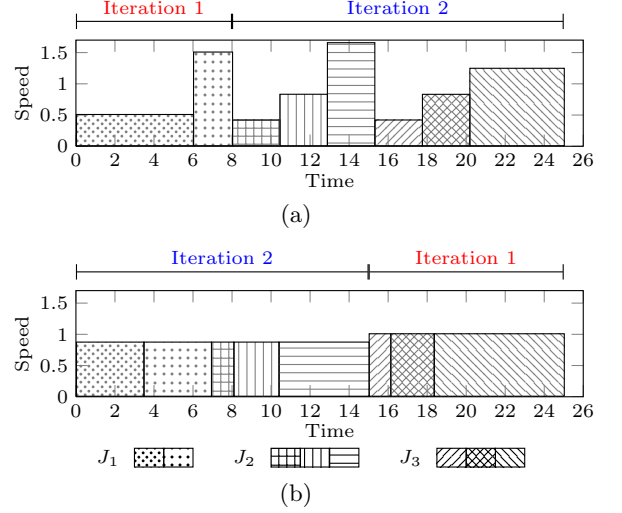 Iteration 1 Iteration 2
1.5
1
0.5
0
Speed
0 2 4 6 8 10 12 14 16 18 20 22 24 26
Time
(a)
Iteration 2 Iteration 1
1.5
1
0.5
0
Speed
0 2 4 6 8 10 12 14 16 18 20 22 24 26
Time
J1 J2 J3
(b)